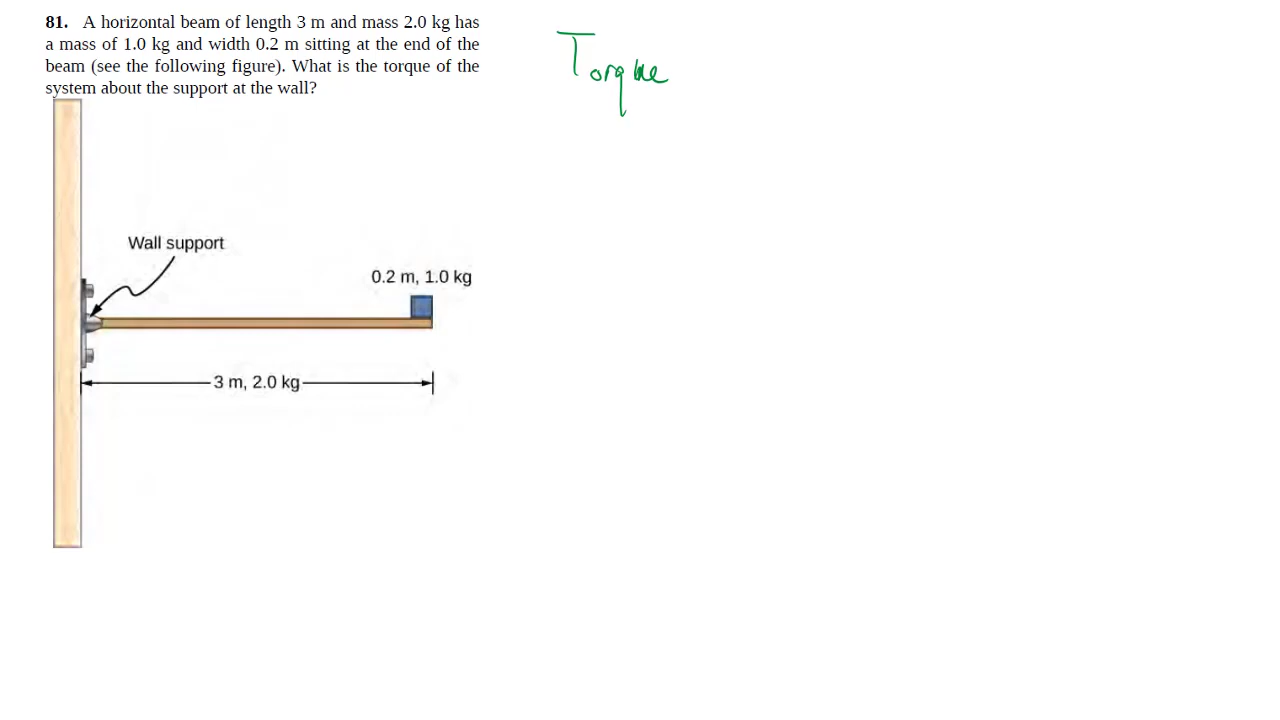 81. A horizontal beam of length 3 m and mass 2.0 kg has
a mass of 1.0 kg and width 0.2 m sitting at the end of the
beam (see the following figure). What is the torque of the
system about the support at the wall?
Torque
Wall support
0.2 m, 1.0 kg
3 m, 2.0 kg